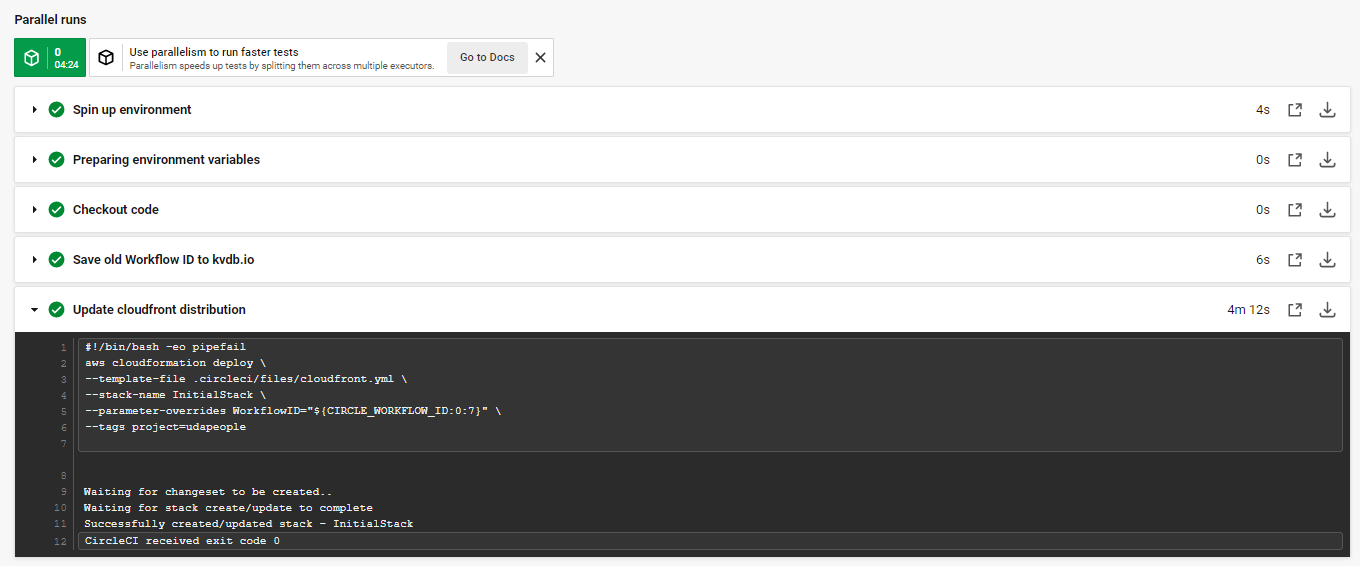 Parallel runs
0
04:24
Use parallelism to run faster tests
Parallelism speeds up tests by splitting them across multiple executors.
Go to Docs
Spin up environment 4s
Preparing environment variables 0s
Checkout code 0s
Save old Workflow ID to kvdb.io 6s
Update cloudfront distribution 4m 12s
1 #!/bin/bash -eo pipefail
2 aws cloudformation deploy \
3 --template-file .circleci/files/cloudfront.yml \
4 --stack-name InitialStack \
5 --parameter-overrides WorkflowID="${CIRCLE_WORKFLOW_ID:0:7}" \
6 --tags project=udapeople
7
8
9 Waiting for changeset to be created..
10 Waiting for stack create/update to complete
11 Successfully created/updated stack - InitialStack
12 CircleCI received exit code 0